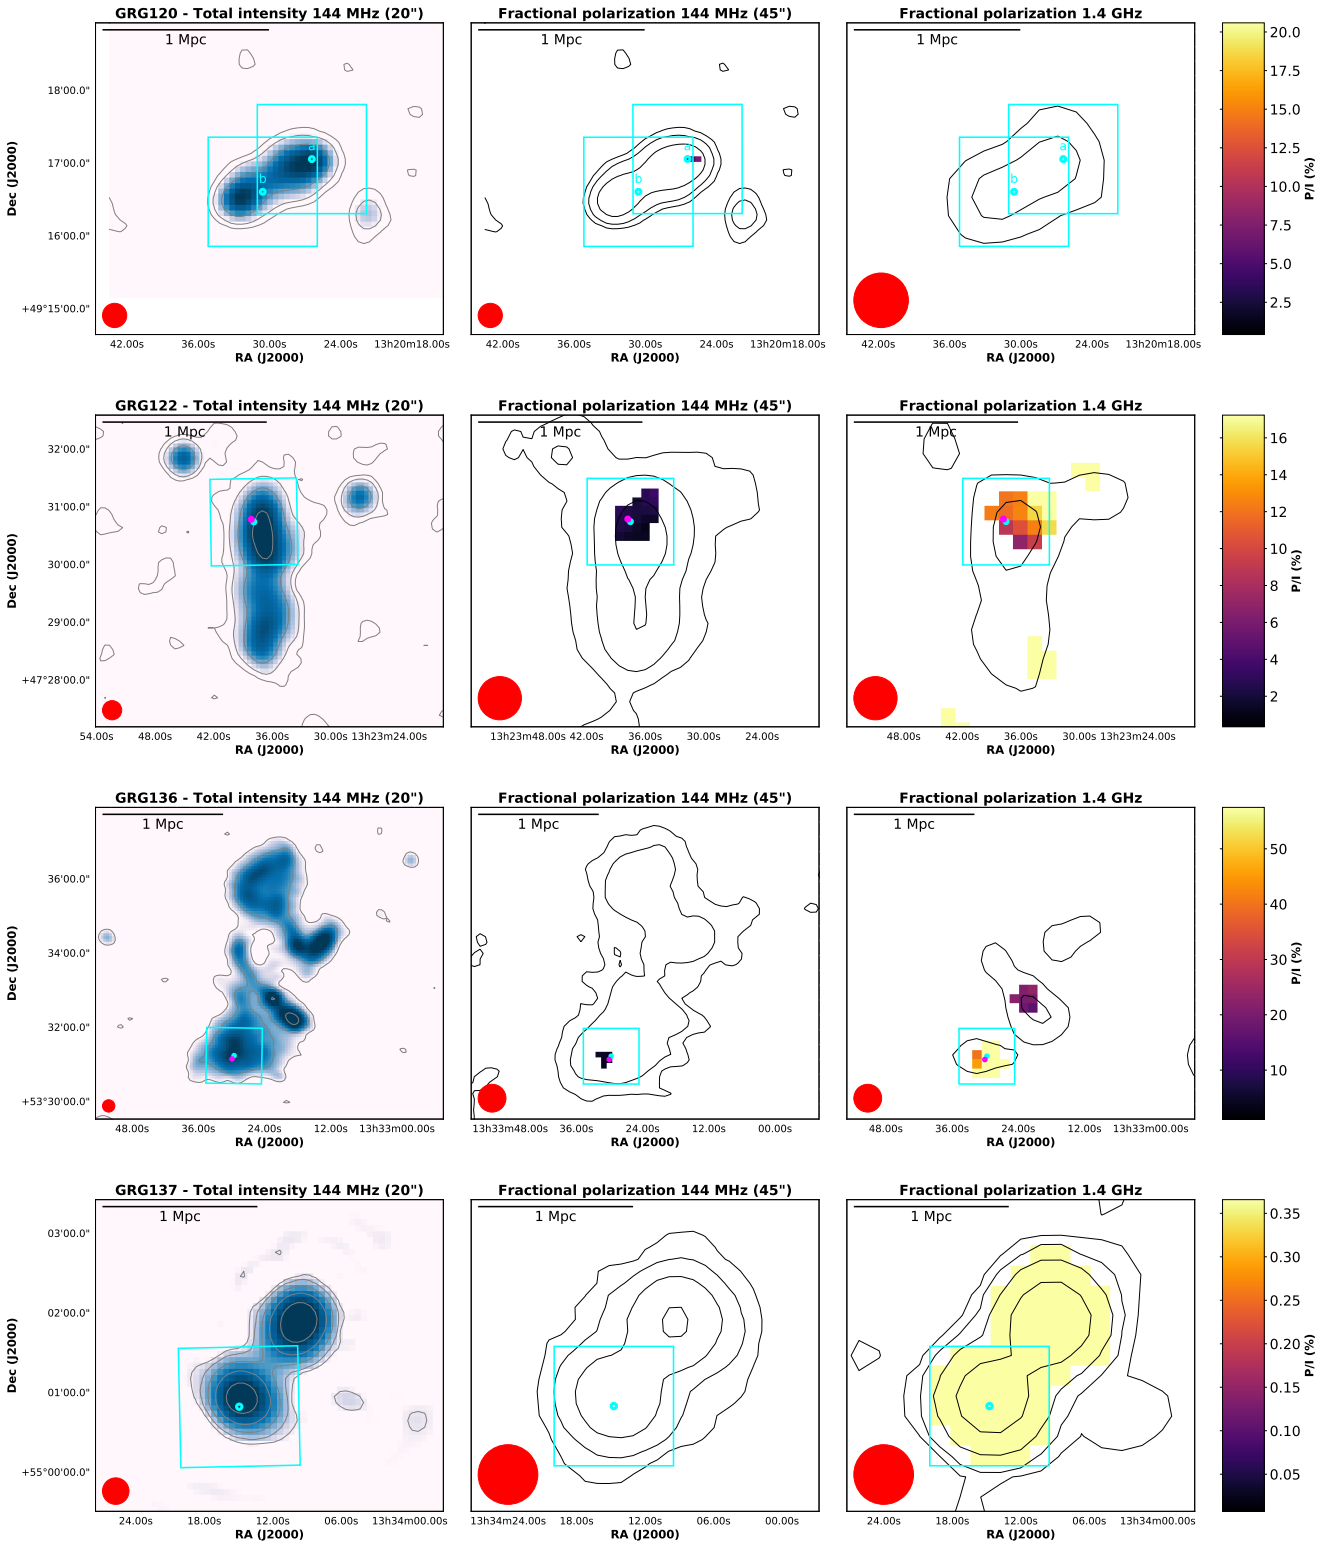 GRG120 - Total intensity 144 MHz (20")
Fractional polarization 144 MHz (45")
Fractional polarization 1.4 GHz
1 Mpc
1 Mpc
1 Mpc
18'00.0"
17'00.0"
16'00.0"
+49°15'00.0"
Dec (J2000)
a
b
a
b
a
b
42.00s 36.00s 30.00s 24.00s 13h20m18.00s
42.00s 36.00s 30.00s 24.00s 13h20m18.00s
42.00s 36.00s 30.00s 24.00s 13h20m18.00s
RA (J2000)
RA (J2000)
RA (J2000)
20.0
17.5
15.0
12.5
10.0
7.5
5.0
2.5
P/I (%)
GRG122 - Total intensity 144 MHz (20")
Fractional polarization 144 MHz (45")
Fractional polarization 1.4 GHz
1 Mpc
1 Mpc
1 Mpc
32'00.0"
31'00.0"
30'00.0"
29'00.0"
+47°28'00.0"
Dec (J2000)
54.00s 48.00s 42.00s 36.00s 30.00s 13h23m24.00s
13h23m48.00s 42.00s 36.00s 30.00s 24.00s
48.00s 42.00s 36.00s 30.00s 13h23m24.00s
RA (J2000)
RA (J2000)
RA (J2000)
16
14
12
10
8
6
4
2
P/I (%)
GRG136 - Total intensity 144 MHz (20")
Fractional polarization 144 MHz (45")
Fractional polarization 1.4 GHz
1 Mpc
1 Mpc
1 Mpc
36'00.0"
34'00.0"
32'00.0"
+53°30'00.0"
Dec (J2000)
48.00s 36.00s 24.00s 12.00s 13h33m00.00s
13h33m48.00s 36.00s 24.00s 12.00s 00.00s
48.00s 36.00s 24.00s 12.00s 13h33m00.00s
RA (J2000)
RA (J2000)
RA (J2000)
50
40
30
20
10
P/I (%)
GRG137 - Total intensity 144 MHz (20")
Fractional polarization 144 MHz (45")
Fractional polarization 1.4 GHz
1 Mpc
1 Mpc
1 Mpc
03'00.0"
02'00.0"
01'00.0"
+55°00'00.0"
Dec (J2000)
24.00s 18.00s 12.00s 06.00s 13h34m00.00s
13h34m24.00s 18.00s 12.00s 06.00s 00.00s
24.00s 18.00s 12.00s 06.00s 13h34m00.00s
RA (J2000)
RA (J2000)
RA (J2000)
0.35
0.30
0.25
0.20
0.15
0.10
0.05
P/I (%)